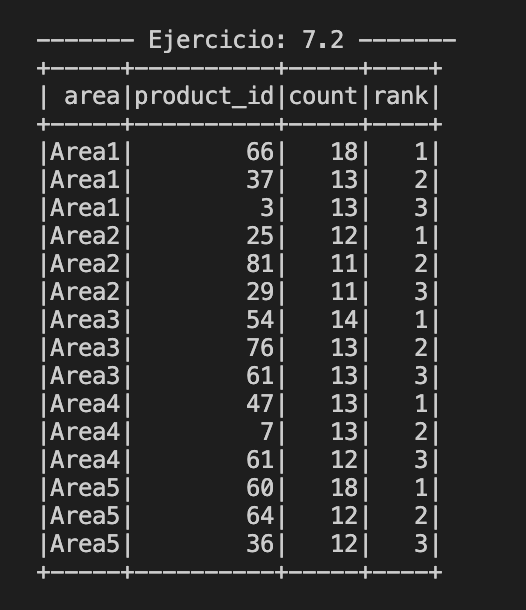 ------- Ejercicio: 7.2 -------
+-----+----------+-----+----+
| area|product_id|count|rank|
+-----+----------+-----+----+
|Area1|        66|   18|   1|
|Area1|        37|   13|   2|
|Area1|         3|   13|   3|
|Area2|        25|   12|   1|
|Area2|        81|   11|   2|
|Area2|        29|   11|   3|
|Area3|        54|   14|   1|
|Area3|        76|   13|   2|
|Area3|        61|   13|   3|
|Area4|        47|   13|   1|
|Area4|         7|   13|   2|
|Area4|        61|   12|   3|
|Area5|        60|   18|   1|
|Area5|        64|   12|   2|
|Area5|        36|   12|   3|
+-----+----------+-----+----+